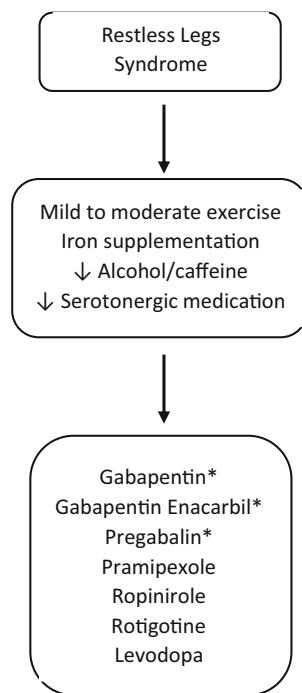 Restless Legs
Syndrome
Mild to moderate exercise
Iron supplementation
↓ Alcohol/caffeine
↓ Serotonergic medication
Gabapentin*
Gabapentin Enacarbil*
Pregabalin*
Pramipexole
Ropinirole
Rotigotine
Levodopa